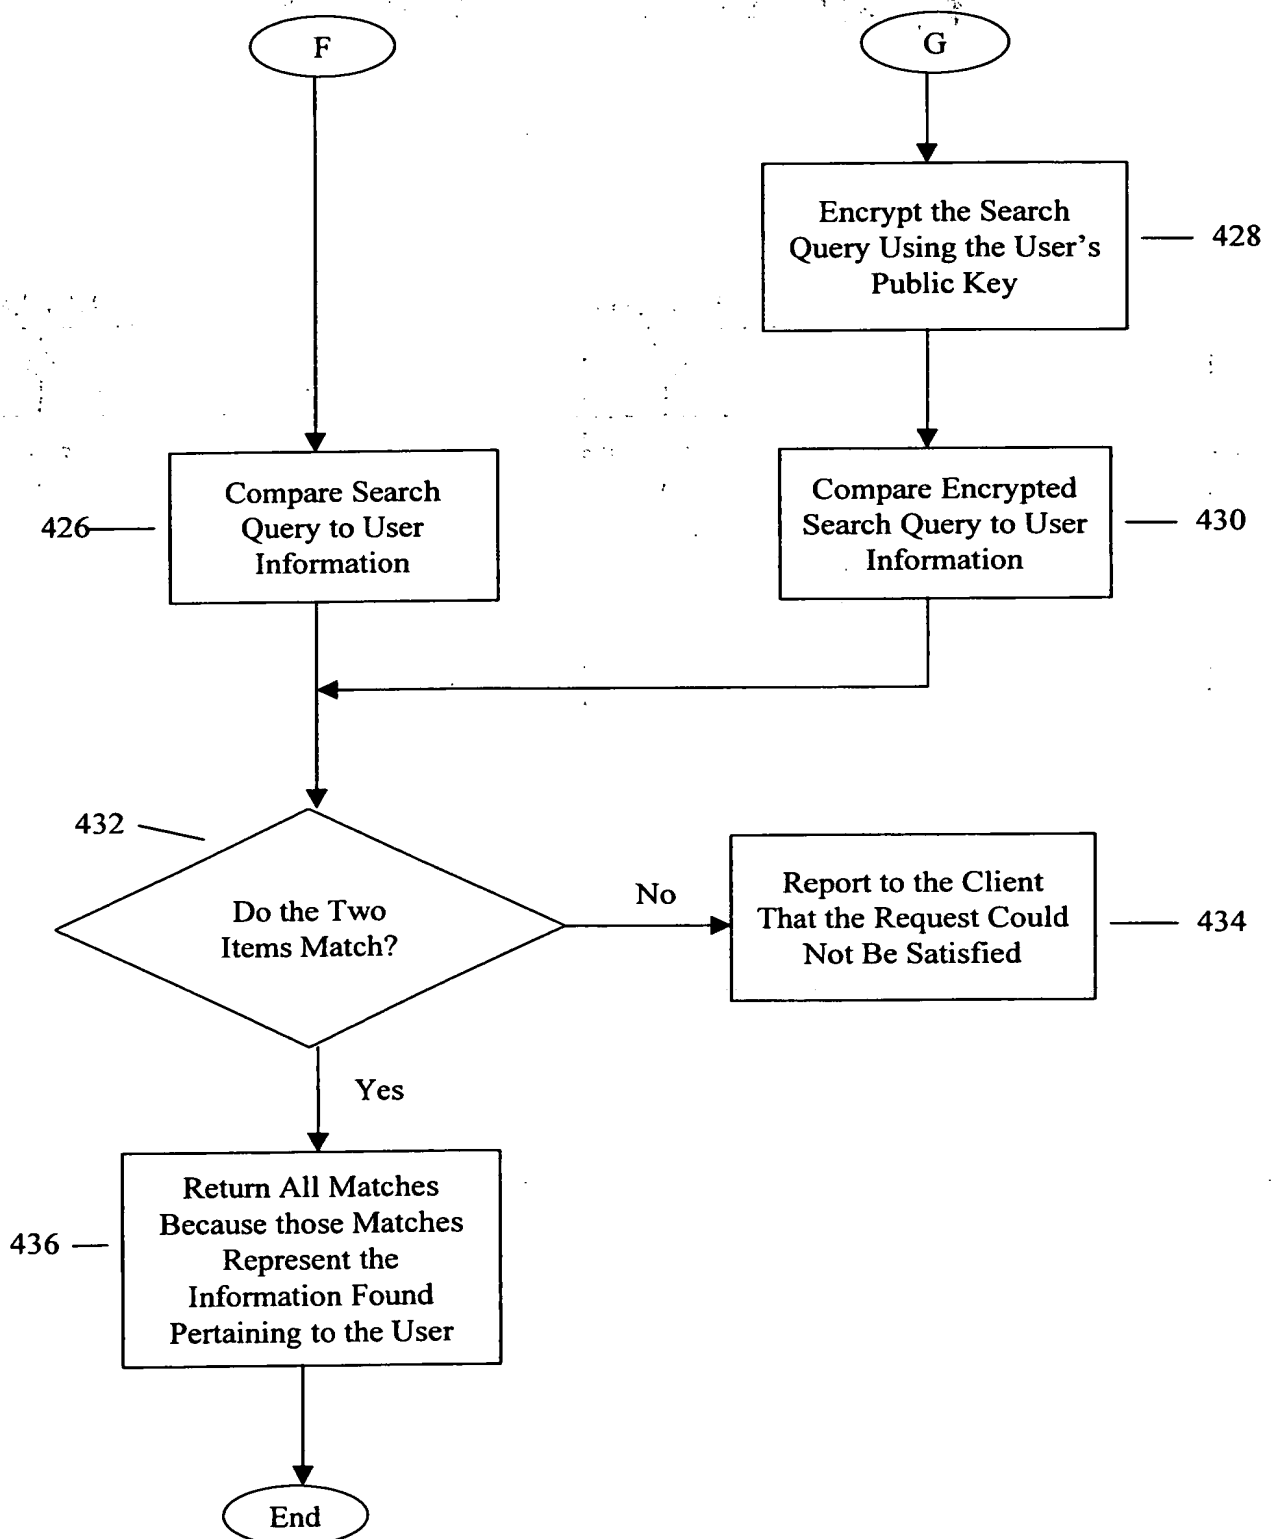 F
G
Encrypt the Search
Query Using the User's
Public Key
428
Compare Search
Query to User
Information
426
Compare Encrypted
Search Query to User
Information
430
432
Do the Two
Items Match?
No
Report to the Client
That the Request Could
Not Be Satisfied
434
Yes
Return All Matches
Because those Matches
Represent the
Information Found
Pertaining to the User
436
End